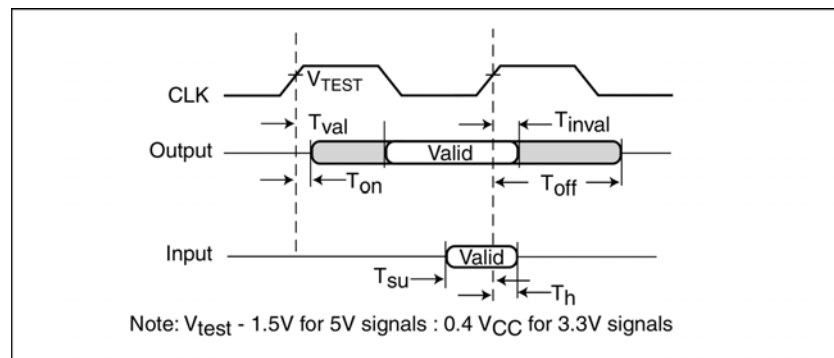 VTEST
CLK
Tval
Tinval
Output
Valid
Ton
Toff
Input
Valid
Tsu
Th
Note: Vtest - 1.5V for 5V signals : 0.4 VCC for 3.3V signals